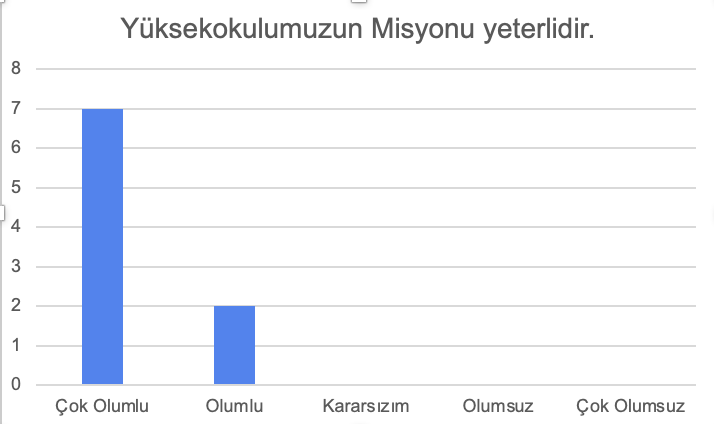 Yüksekokulumuzun Misyonu yeterlidir.
8
7
6
5
4
3
2
1
0
Çok Olumlu
Olumlu
Kararsızım
Olumsuz
Çok Olumsuz